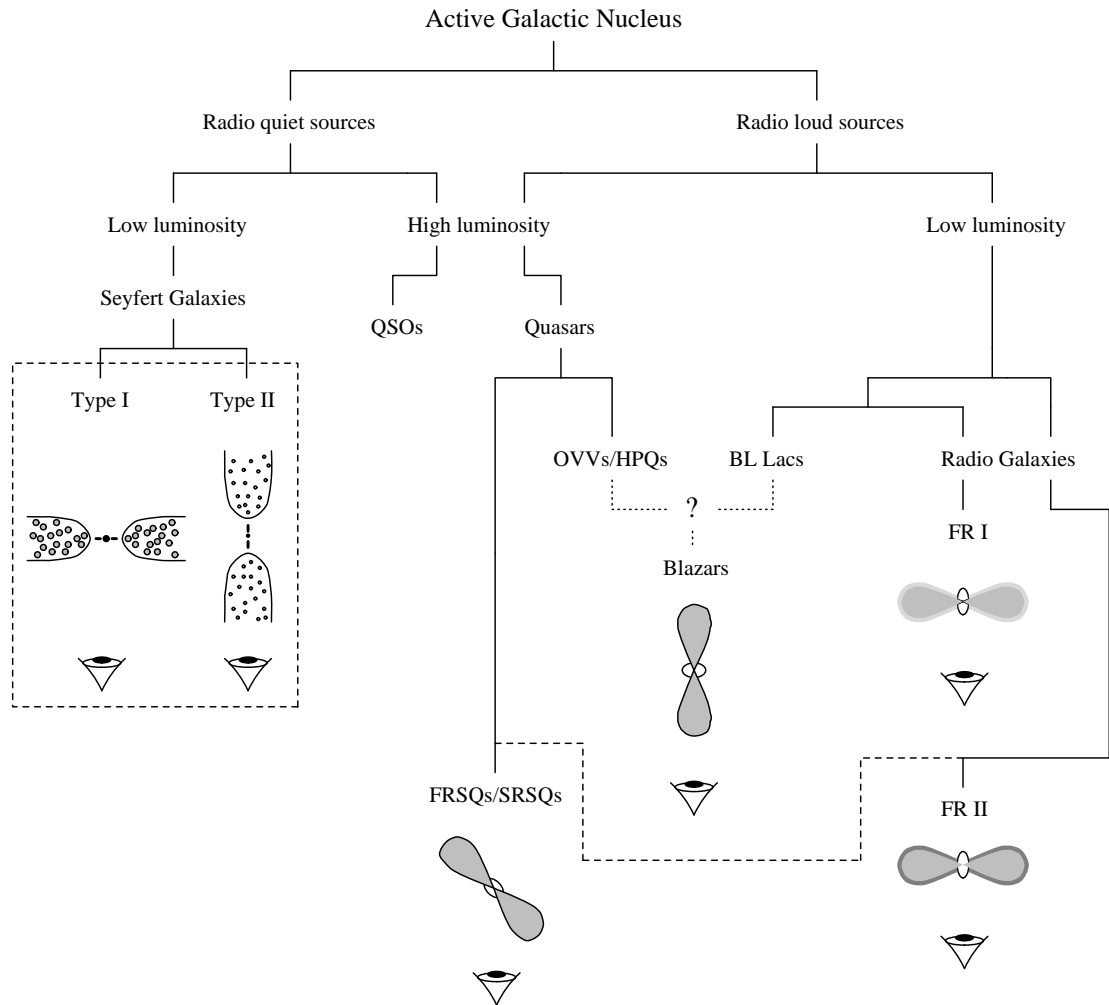 Active Galactic Nucleus
Radio quiet sources
Radio loud sources
Low luminosity
High luminosity
Low luminosity
Seyfert Galaxies
QSOs
Quasars
Type I
Type II
OVVs/HPQs
BL Lacs
Radio Galaxies
?
FR I
Blazars
FRSQs/SRSQs
FR II